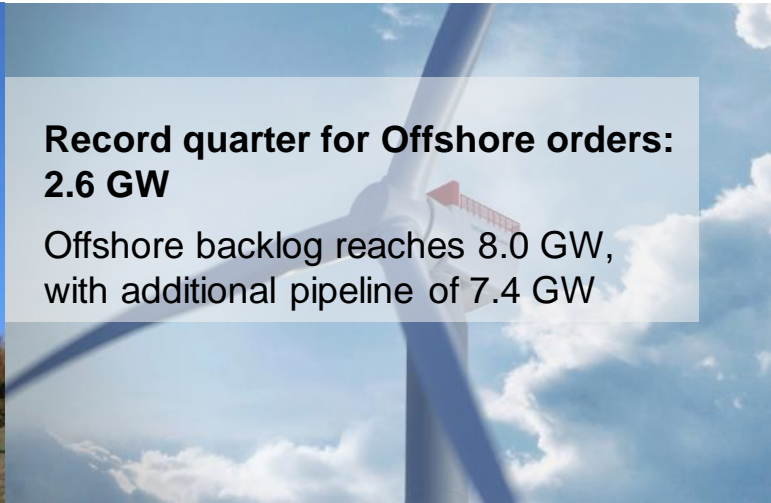 Record quarter for Offshore orders:
2.6 GW
Offshore backlog reaches 8.0 GW,
with additional pipeline of 7.4 GW